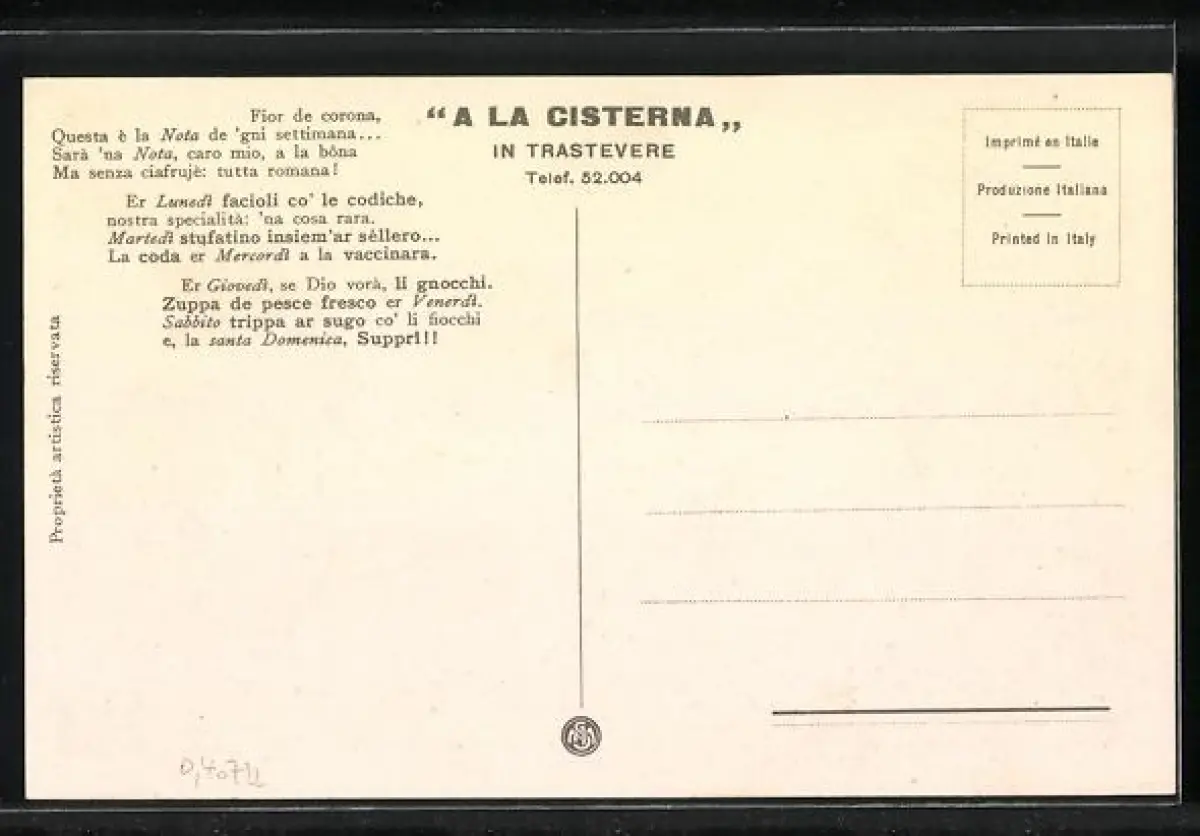 Fior de corona,
Questa è la Nota de 'gni settimana...
Sarà 'na Nota, caro mio, a la bôna
Ma senza ciafrujè: tutta romana!
Er Lunedì facioli co' le codiche,
nostra specialità: 'na cosa rara.
Martedì stufatino insiem'ar sèllero...
La coda er Mercordì a la vaccinara.
Er Giovedì, se Dio vorà, li gnocchi.
Zuppa de pesce fresco er Venerdì.
Sabbito trippa ar sugo co' li fiocchi
e, la santa Domenica, Supprì!!!
Proprietà artistica riservata
“A LA CISTERNA„
IN TRASTEVERE
Telef. 52.004
Imprimé en Italie
Produzione Italiana
Printed in Italy